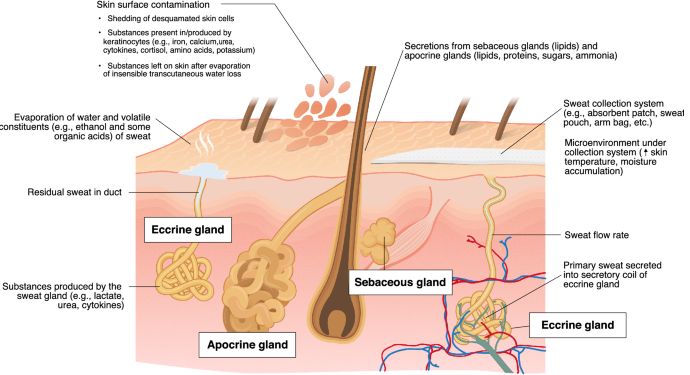 Skin surface contamination
• Shedding of desquamated skin cells
• Substances present in/produced by
keratinocytes (e.g., iron, calcium,urea,
cytokines, cortisol, amino acids, potassium)
• Substances left on skin after evaporation
of insensible transcutaneous water loss
Secretions from sebaceous glands (lipids) and
apocrine glands (lipids, proteins, sugars, ammonia)
Evaporation of water and volatile
constituents (e.g., ethanol and some
organic acids) of sweat
Sweat collection system
(e.g., absorbent patch, sweat
pouch, arm bag, etc.)
Microenvironment under
collection system (↑ skin
temperature, moisture
accumulation)
Residual sweat in duct
Eccrine gland
Sweat flow rate
Substances produced by the
sweat gland (e.g., lactate,
urea, cytokines)
Sebaceous gland
Primary sweat secreted
into secretory coil of
eccrine gland
Apocrine gland
Eccrine gland